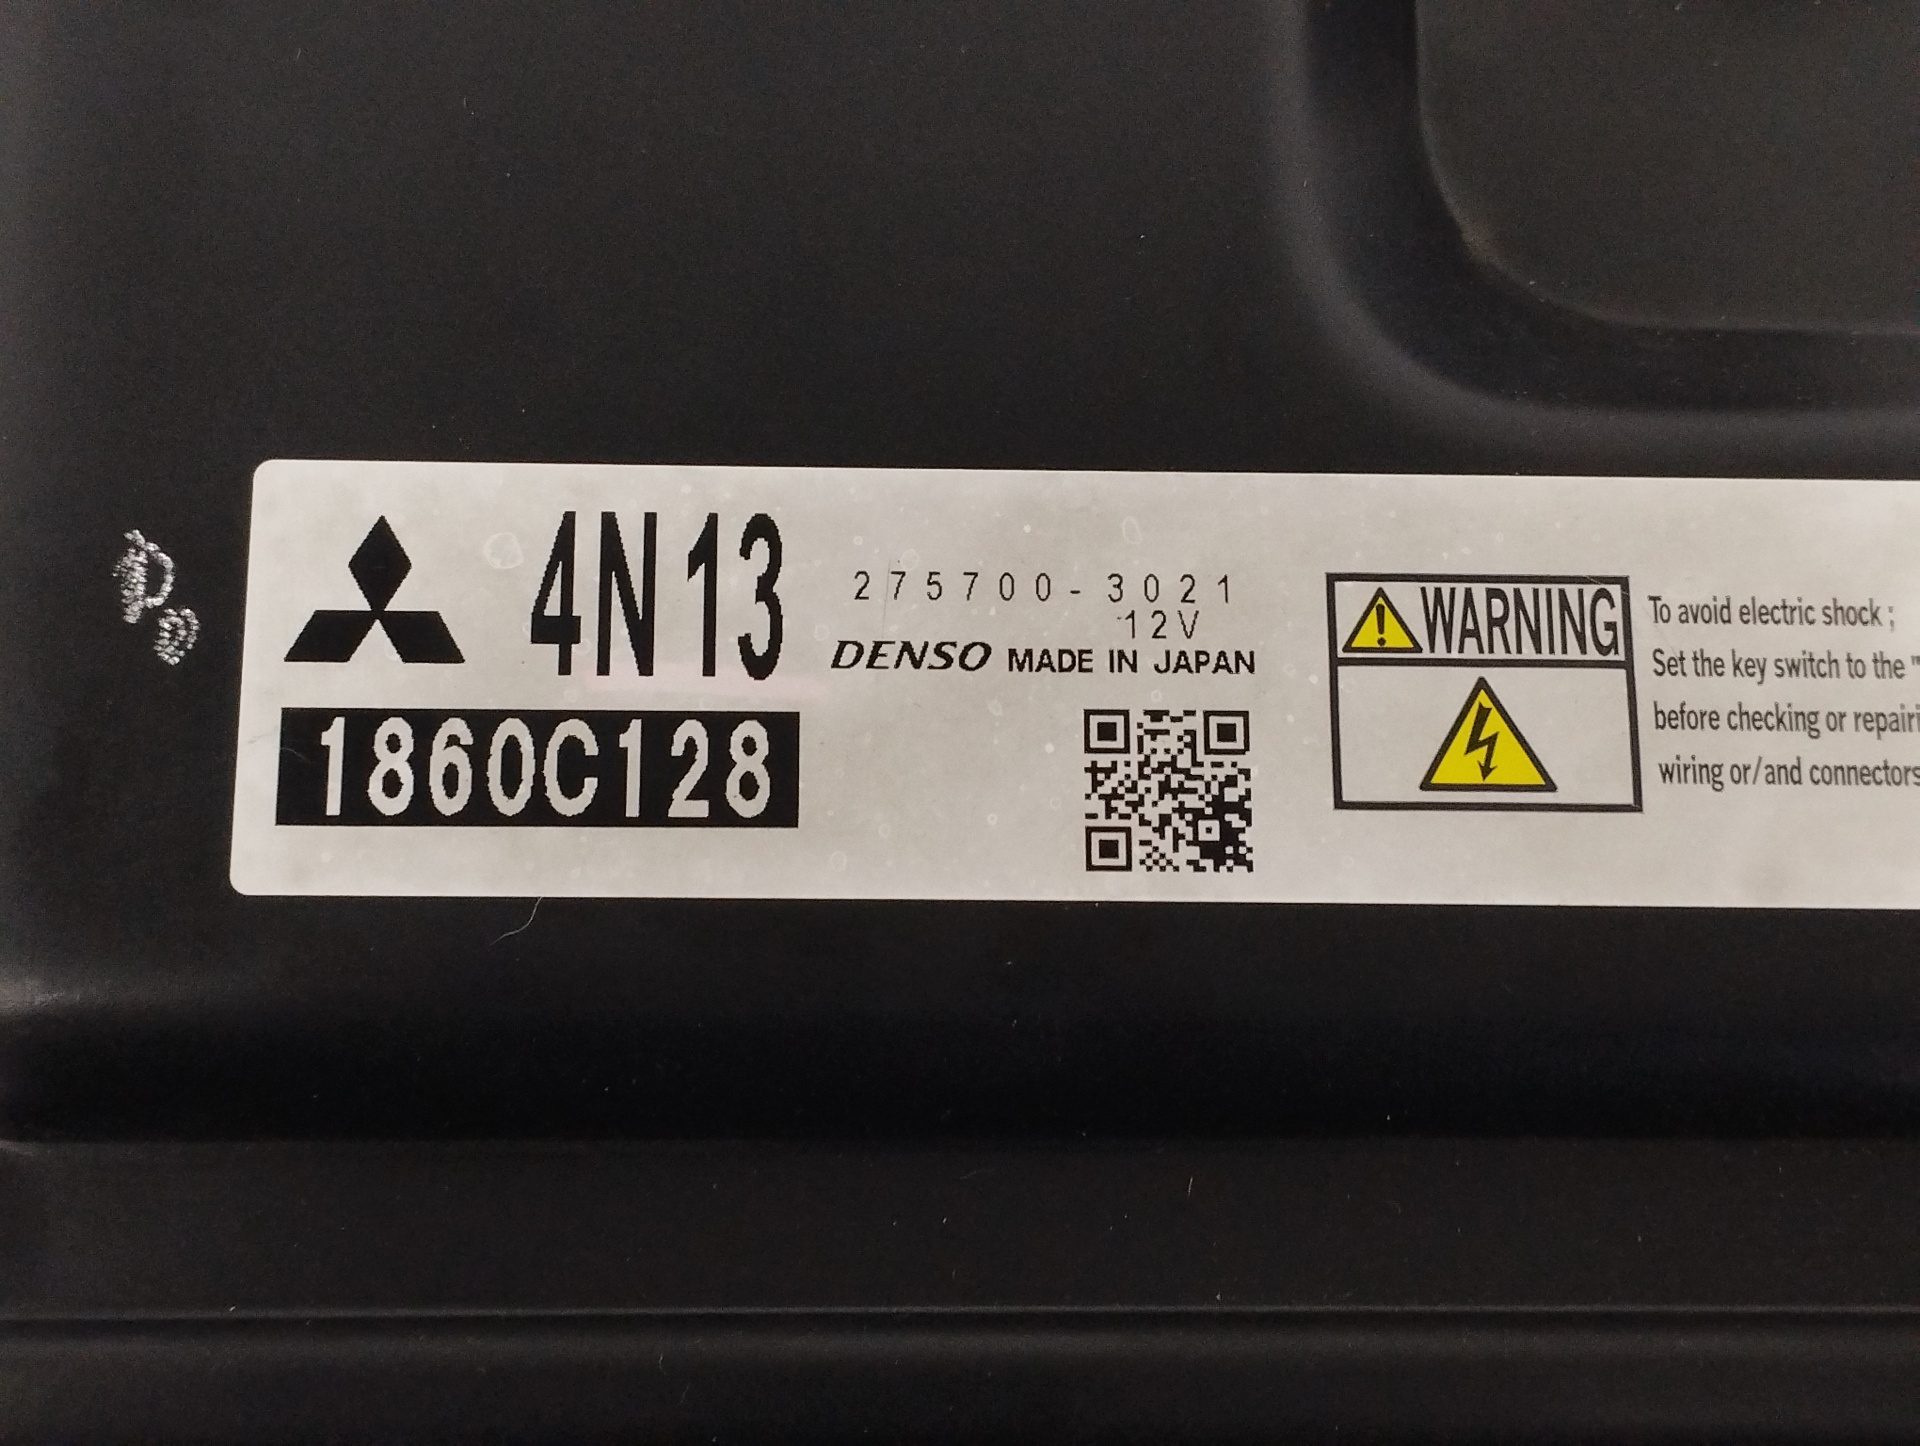 4N13
1860C128
275700-3021
12V
DENSO MADE IN JAPAN
WARNING
To avoid electric shock ;
Set the key switch to the "
before checking or
wiring or/and connectors